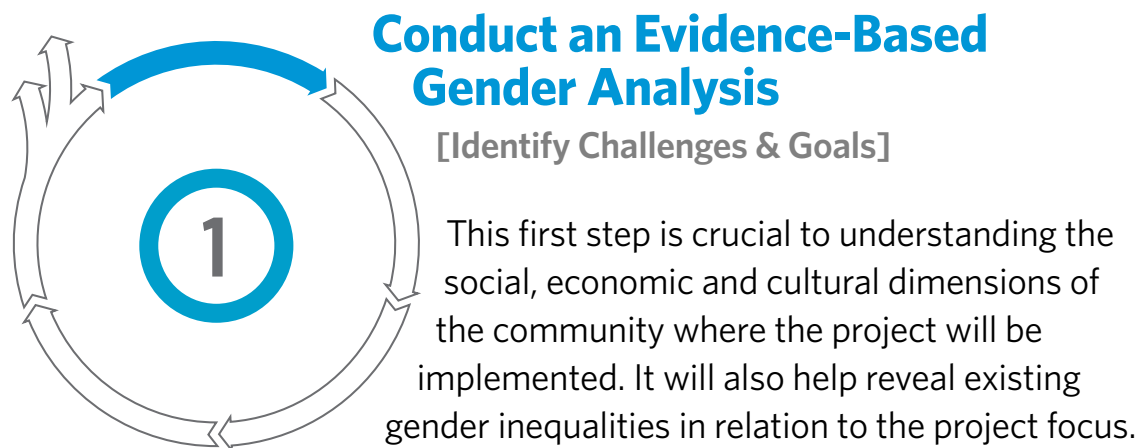 Conduct an Evidence-Based
Gender Analysis
[Identify Challenges & Goals]
1
This first step is crucial to understanding the
social, economic and cultural dimensions of
the community where the project will be
implemented. It will also help reveal existing
gender inequalities in relation to the project focus.